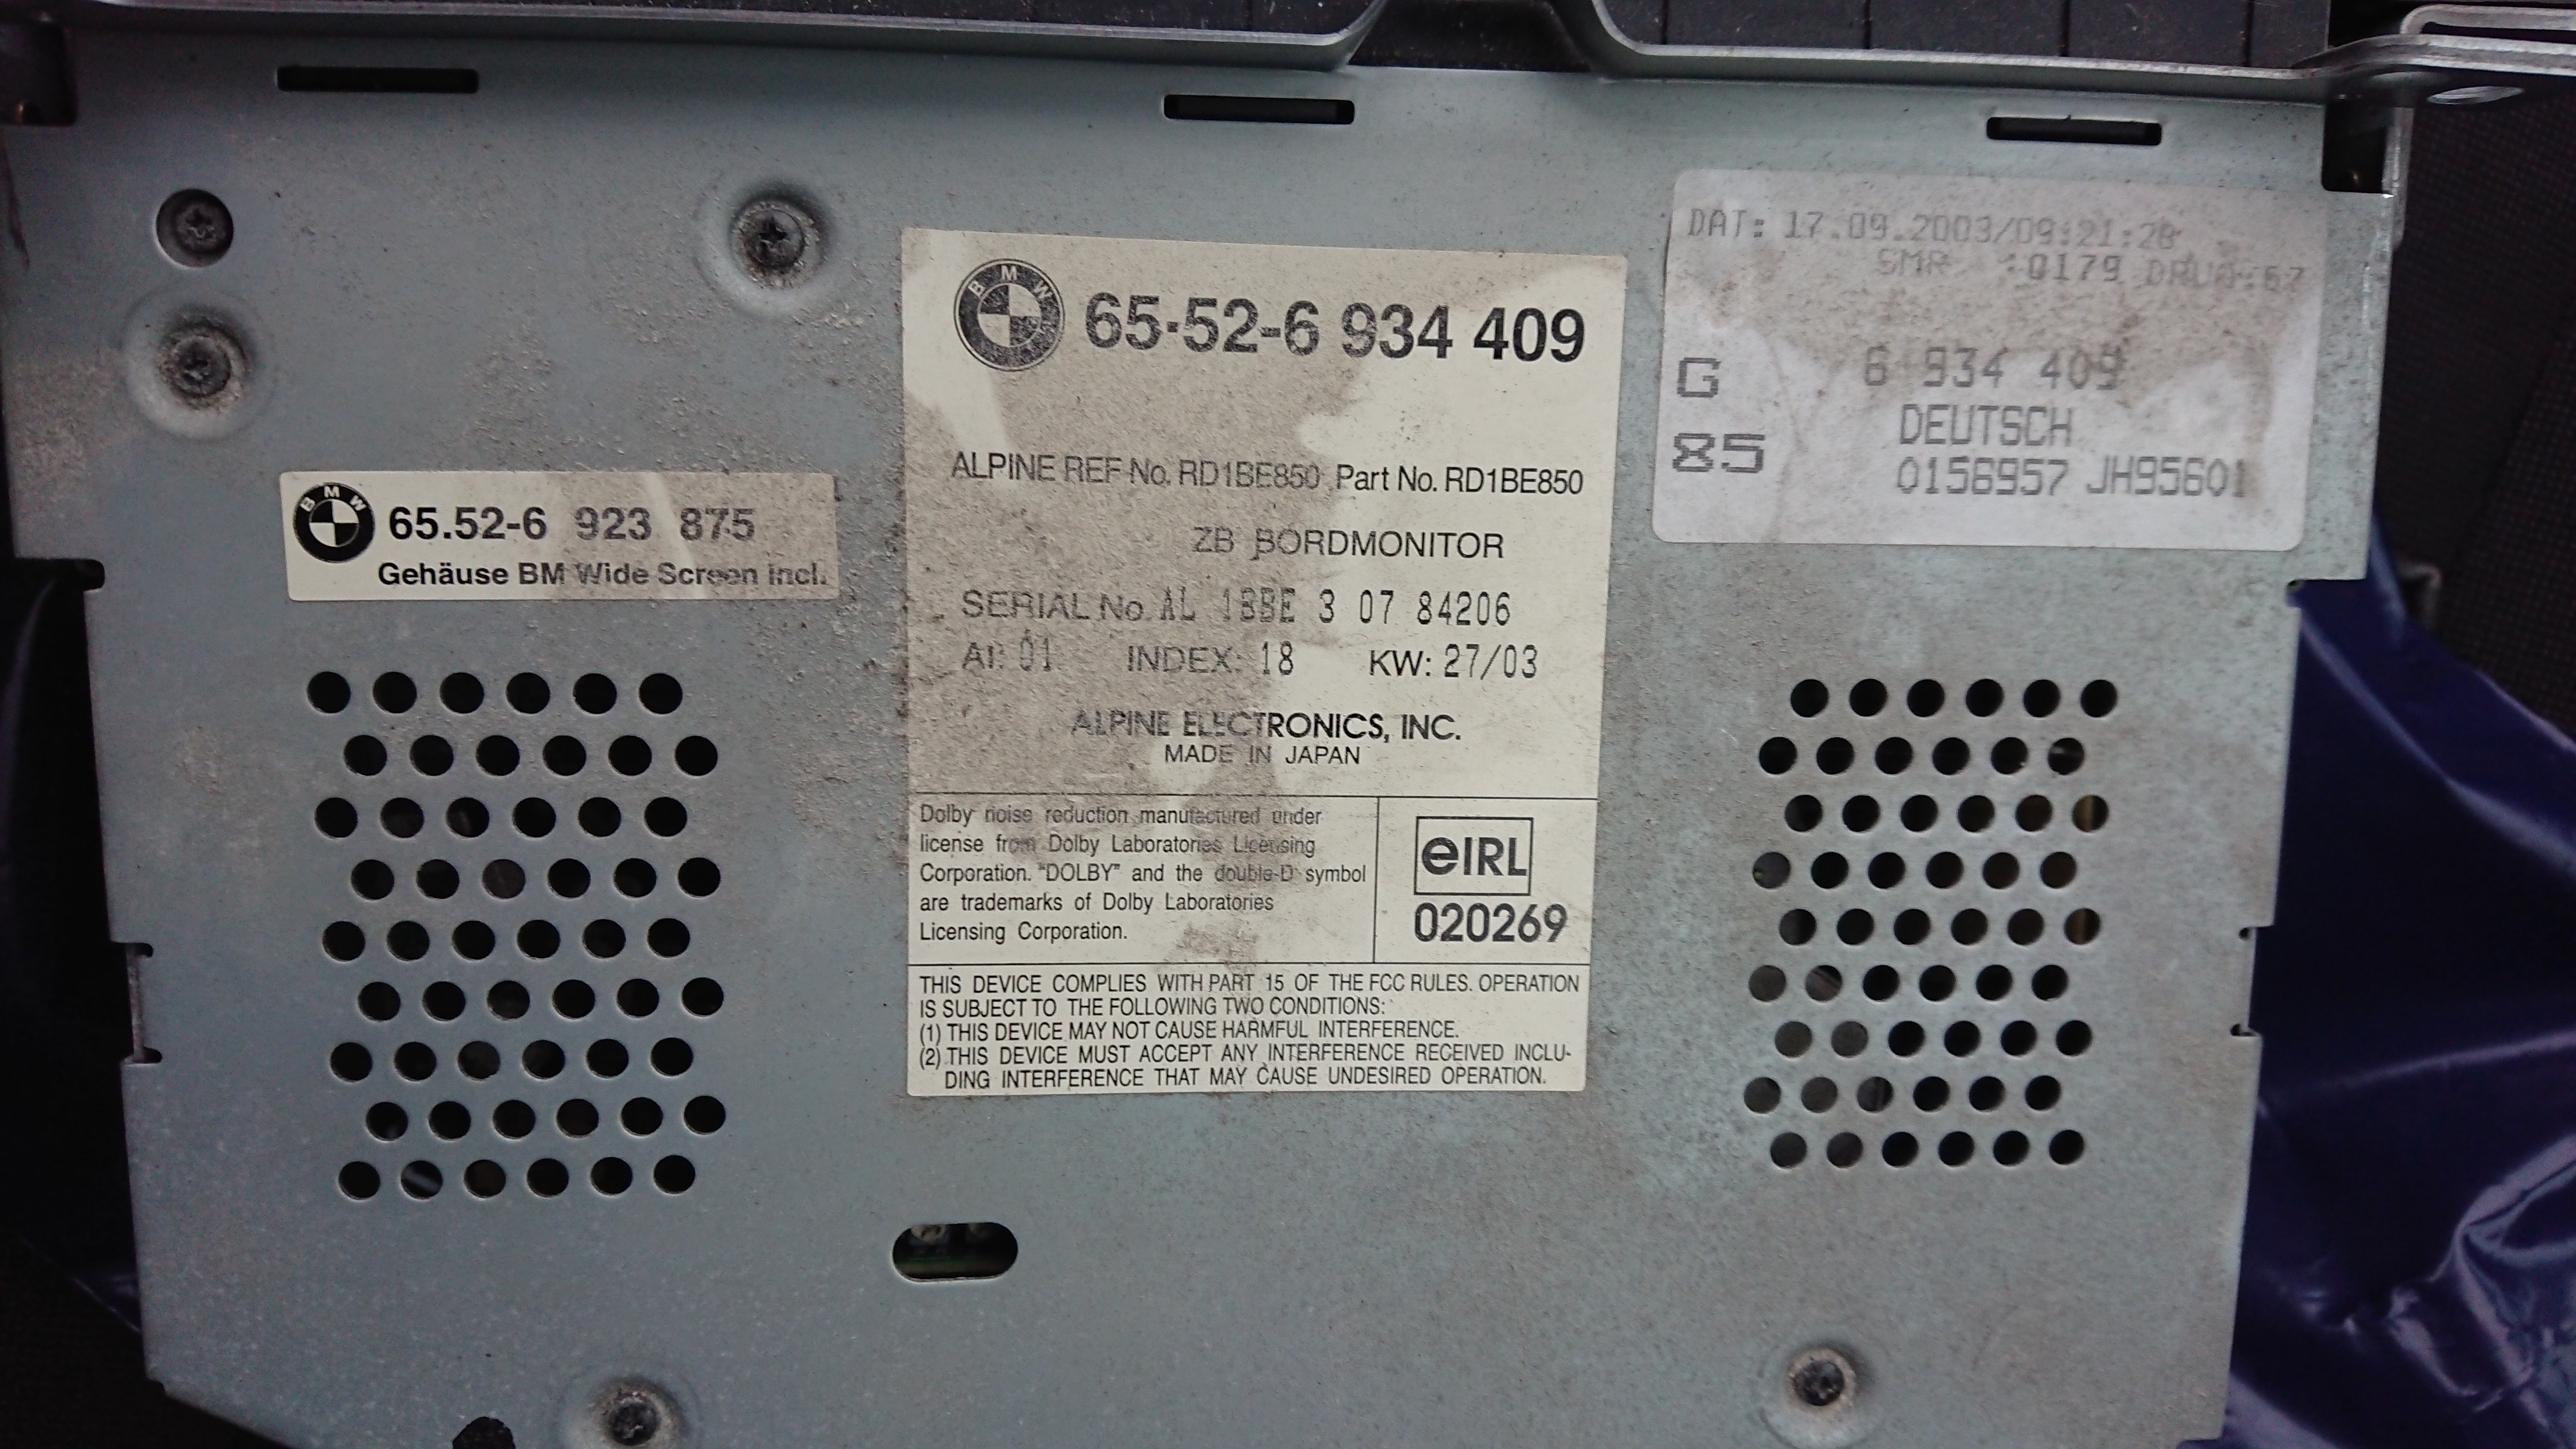 BMW 65.52-6 923 875
Gehäuse BM Wide Screen incl.
BMW 65·52-6 934 409
ALPINE REF No. RD1BE850 Part No. RD1BE850
ZB BORDMONITOR
SERIAL No. AL 1BBE 3 07 84206
AI: 01 INDEX: 18 KW: 27/03
ALPINE ELECTRONICS, INC.
MADE IN JAPAN
Dolby noise reduction manufactured under
license from Dolby Laboratories Licensing
Corporation. "DOLBY" and the double-D symbol
are trademarks of Dolby Laboratories
Licensing Corporation.
eIRL
020269
THIS DEVICE COMPLIES WITH PART 15 OF THE FCC RULES. OPERATION
IS SUBJECT TO THE FOLLOWING TWO CONDITIONS:
(1) THIS DEVICE MAY NOT CAUSE HARMFUL INTERFERENCE.
(2) THIS DEVICE MUST ACCEPT ANY INTERFERENCE RECEIVED INCLU-
DING INTERFERENCE THAT MAY CAUSE UNDESIRED OPERATION.
DAT: 17.09.2003/09:21:28
SMR :0179
G 6 934 409
DEUTSCH
85 0156957 JH95601